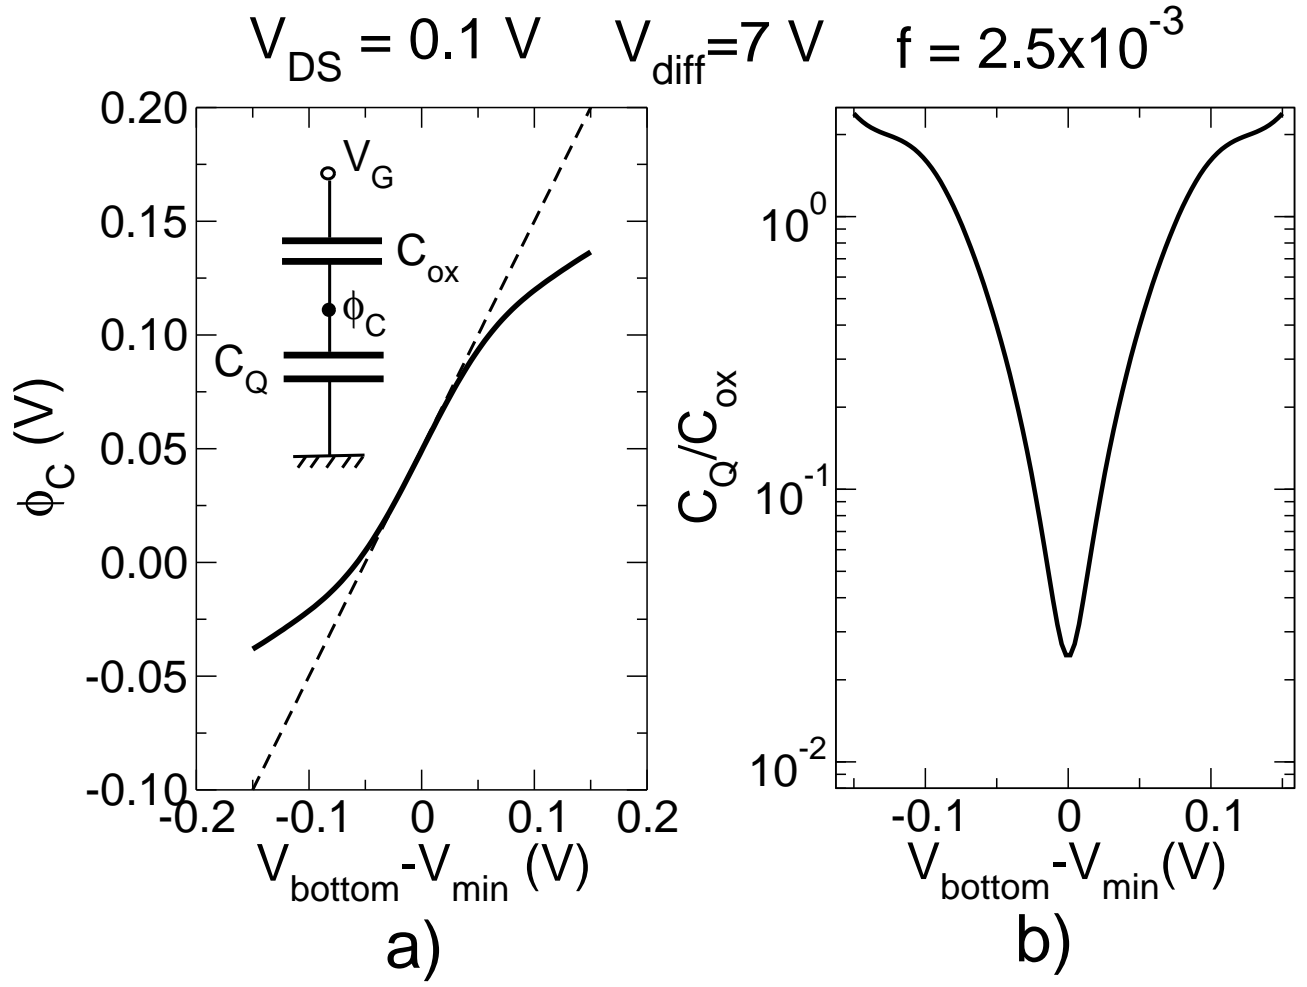 V_DS = 0.1 V V_diff=7 V f = 2.5x10^-3
0.20
0.15
0.10
0.05
0.00
-0.05
-0.10
ϕ_C (V)
V_G
C_ox
ϕ_C
C_Q
-0.2 -0.1 0 0.1 0.2
V_bottom-V_min (V)
a)
10^0
10^-1
10^-2
C_Q/C_ox
-0.1 0 0.1
V_bottom-V_min(V)
b)